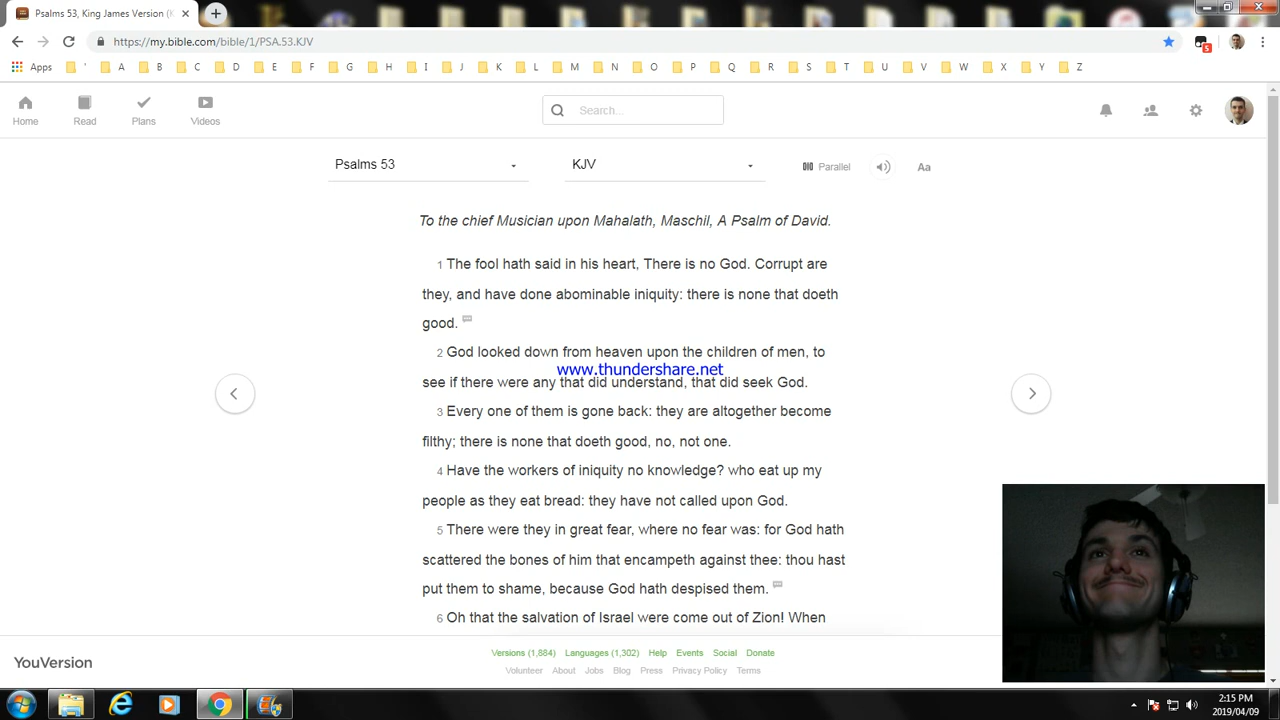 Psalms 53, King James Version (
https://my.bible.com/bible/1/PSA.53.KJV
5
Apps ' A B C D E F G H I J K L M N O P Q R S T U V W X Y Z
Home Read Plans Videos
Search...
Psalms 53 KJV Parallel Aa
To the chief Musician upon Mahalath, Maschil, A Psalm of David.
1 The fool hath said in his heart, There is no God. Corrupt are
they, and have done abominable iniquity: there is none that doeth
good.
2 God looked down from heaven upon the children of men, to
www.thundershare.net
see if there were any that did understand, that did seek God.
3 Every one of them is gone back: they are altogether become
filthy; there is none that doeth good, no, not one.
4 Have the workers of iniquity no knowledge? who eat up my
people as they eat bread: they have not called upon God.
5 There were they in great fear, where no fear was: for God hath
scattered the bones of him that encampeth against thee: thou hast
put them to shame, because God hath despised them.
6 Oh that the salvation of Israel were come out of Zion! When
YouVersion
Versions (1,884) Languages (1,302) Help Events Social Donate
Volunteer About Jobs Blog Press Privacy Policy Terms
2:15 PM
2019/04/09